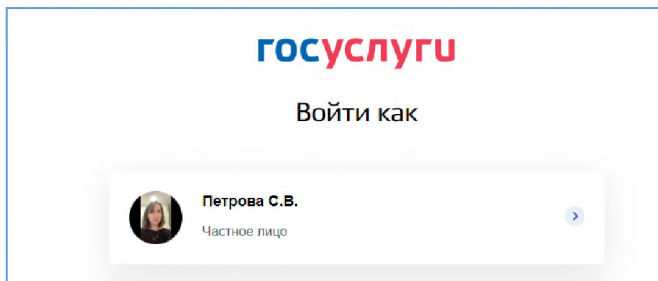 госуслуги
Войти как
Петрова С.В.
Частное лицо